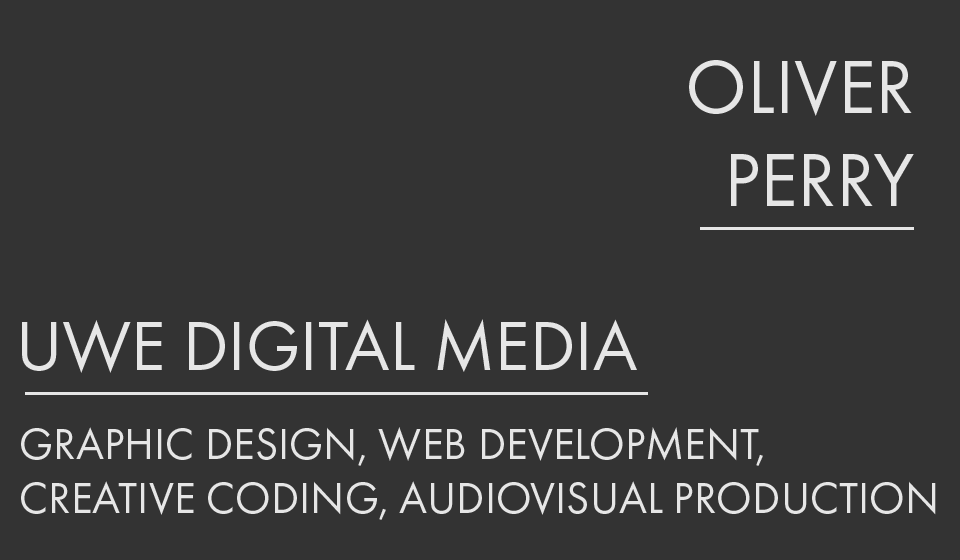 OLIVER
PERRY
UWE DIGITAL MEDIA
GRAPHIC DESIGN, WEB DEVELOPMENT,
CREATIVE CODING, AUDIOVISUAL PRODUCTION